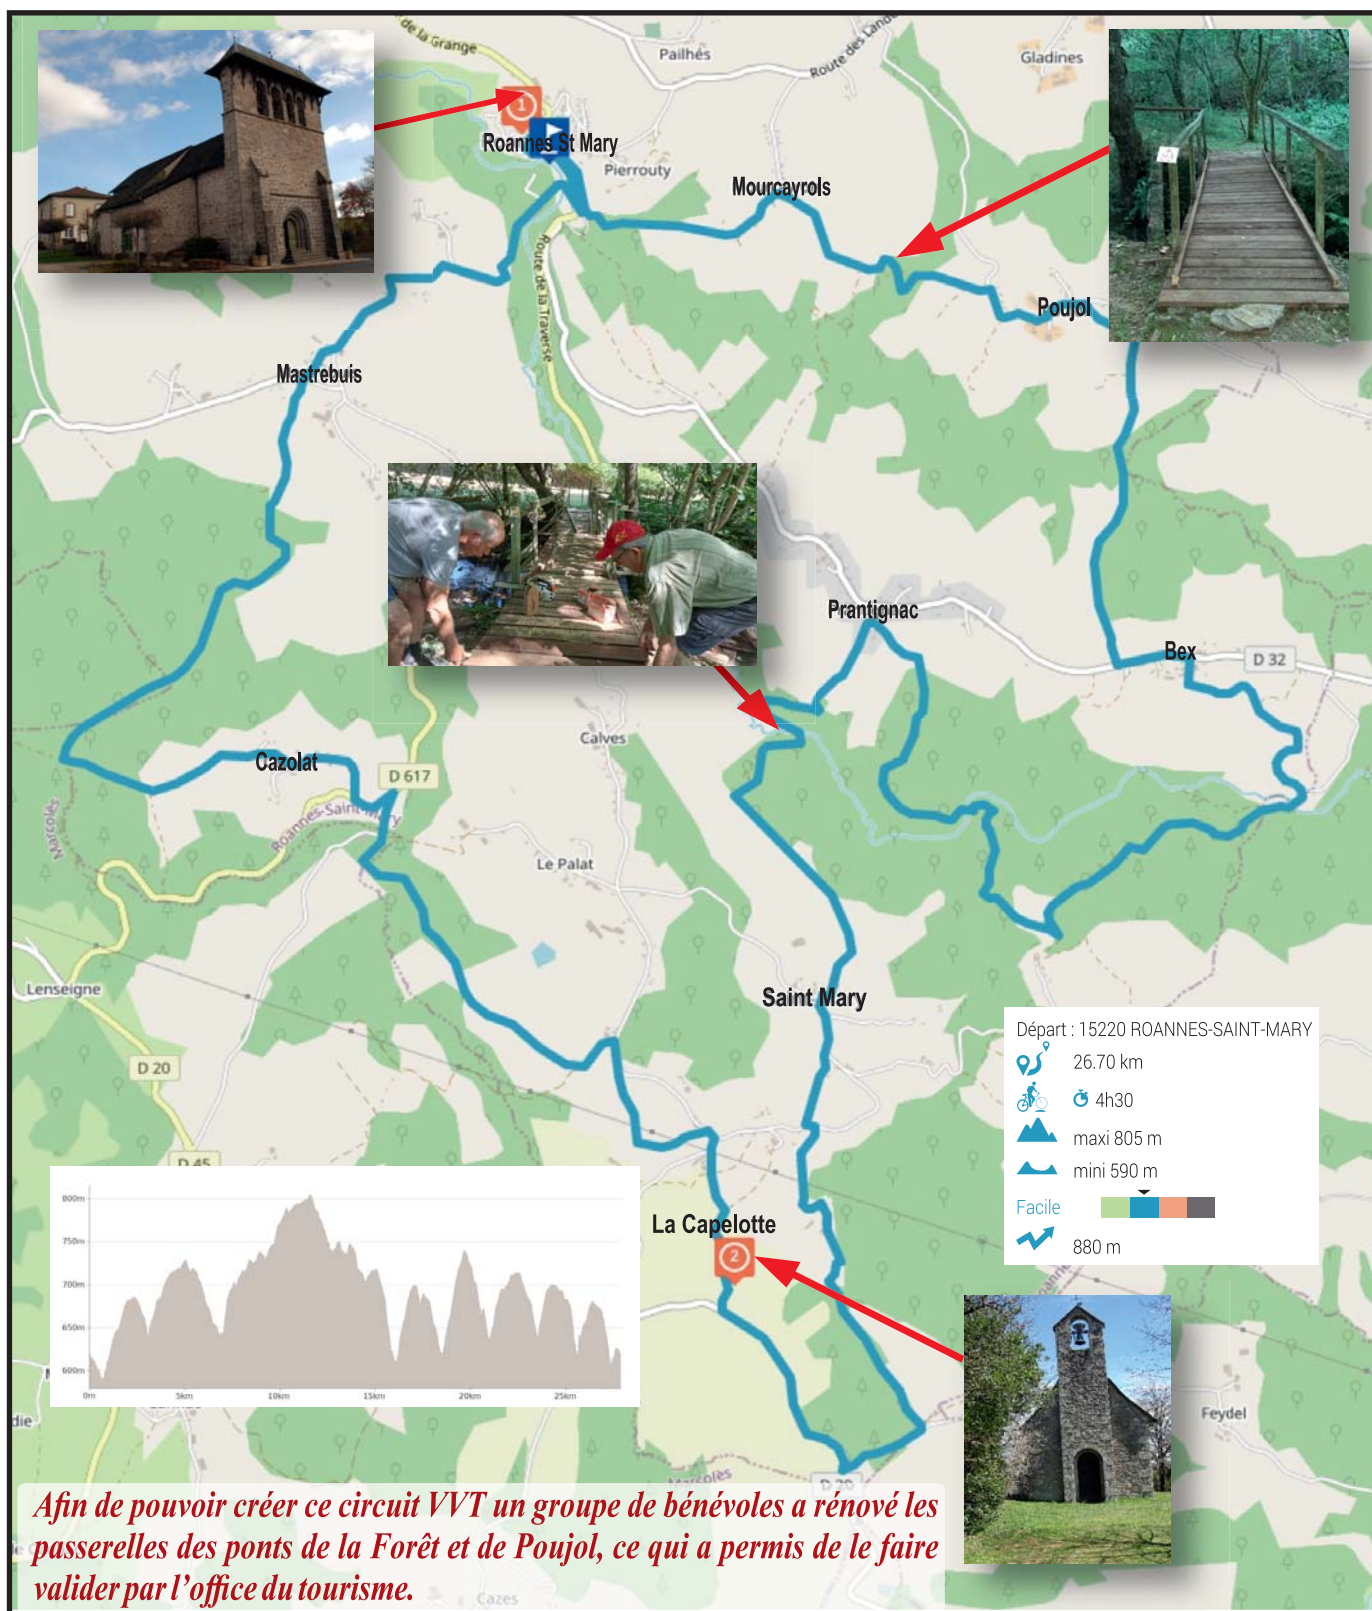 de la Grange
Pailhés
Route des Lande
Gladines
1
Roannes St Mary
Pierrouty
Mourcayrols
Route de la Traverse
Poujol
Mastrebuis
Prantignac
Bex
D 32
Calves
Cazolat
D 617
Marcolès
Roannes-Saint-Mary
Le Palat
Lenseigne
Saint Mary
D 20
D 45
Départ : 15220 ROANNES-SAINT-MARY
26.70 km
4h30
maxi 805 m
mini 590 m
Facile
880 m
La Capelotte
2
800m
750m
700m
650m
600m
0m 5km 10km 15km 20km 25km
Feydel
die
Marcolès
D 20
Afin de pouvoir créer ce circuit VVT un groupe de bénévoles a rénové les
passerelles des ponts de la Forêt et de Poujol, ce qui a permis de le faire
valider par l’office du tourisme.
Cazes